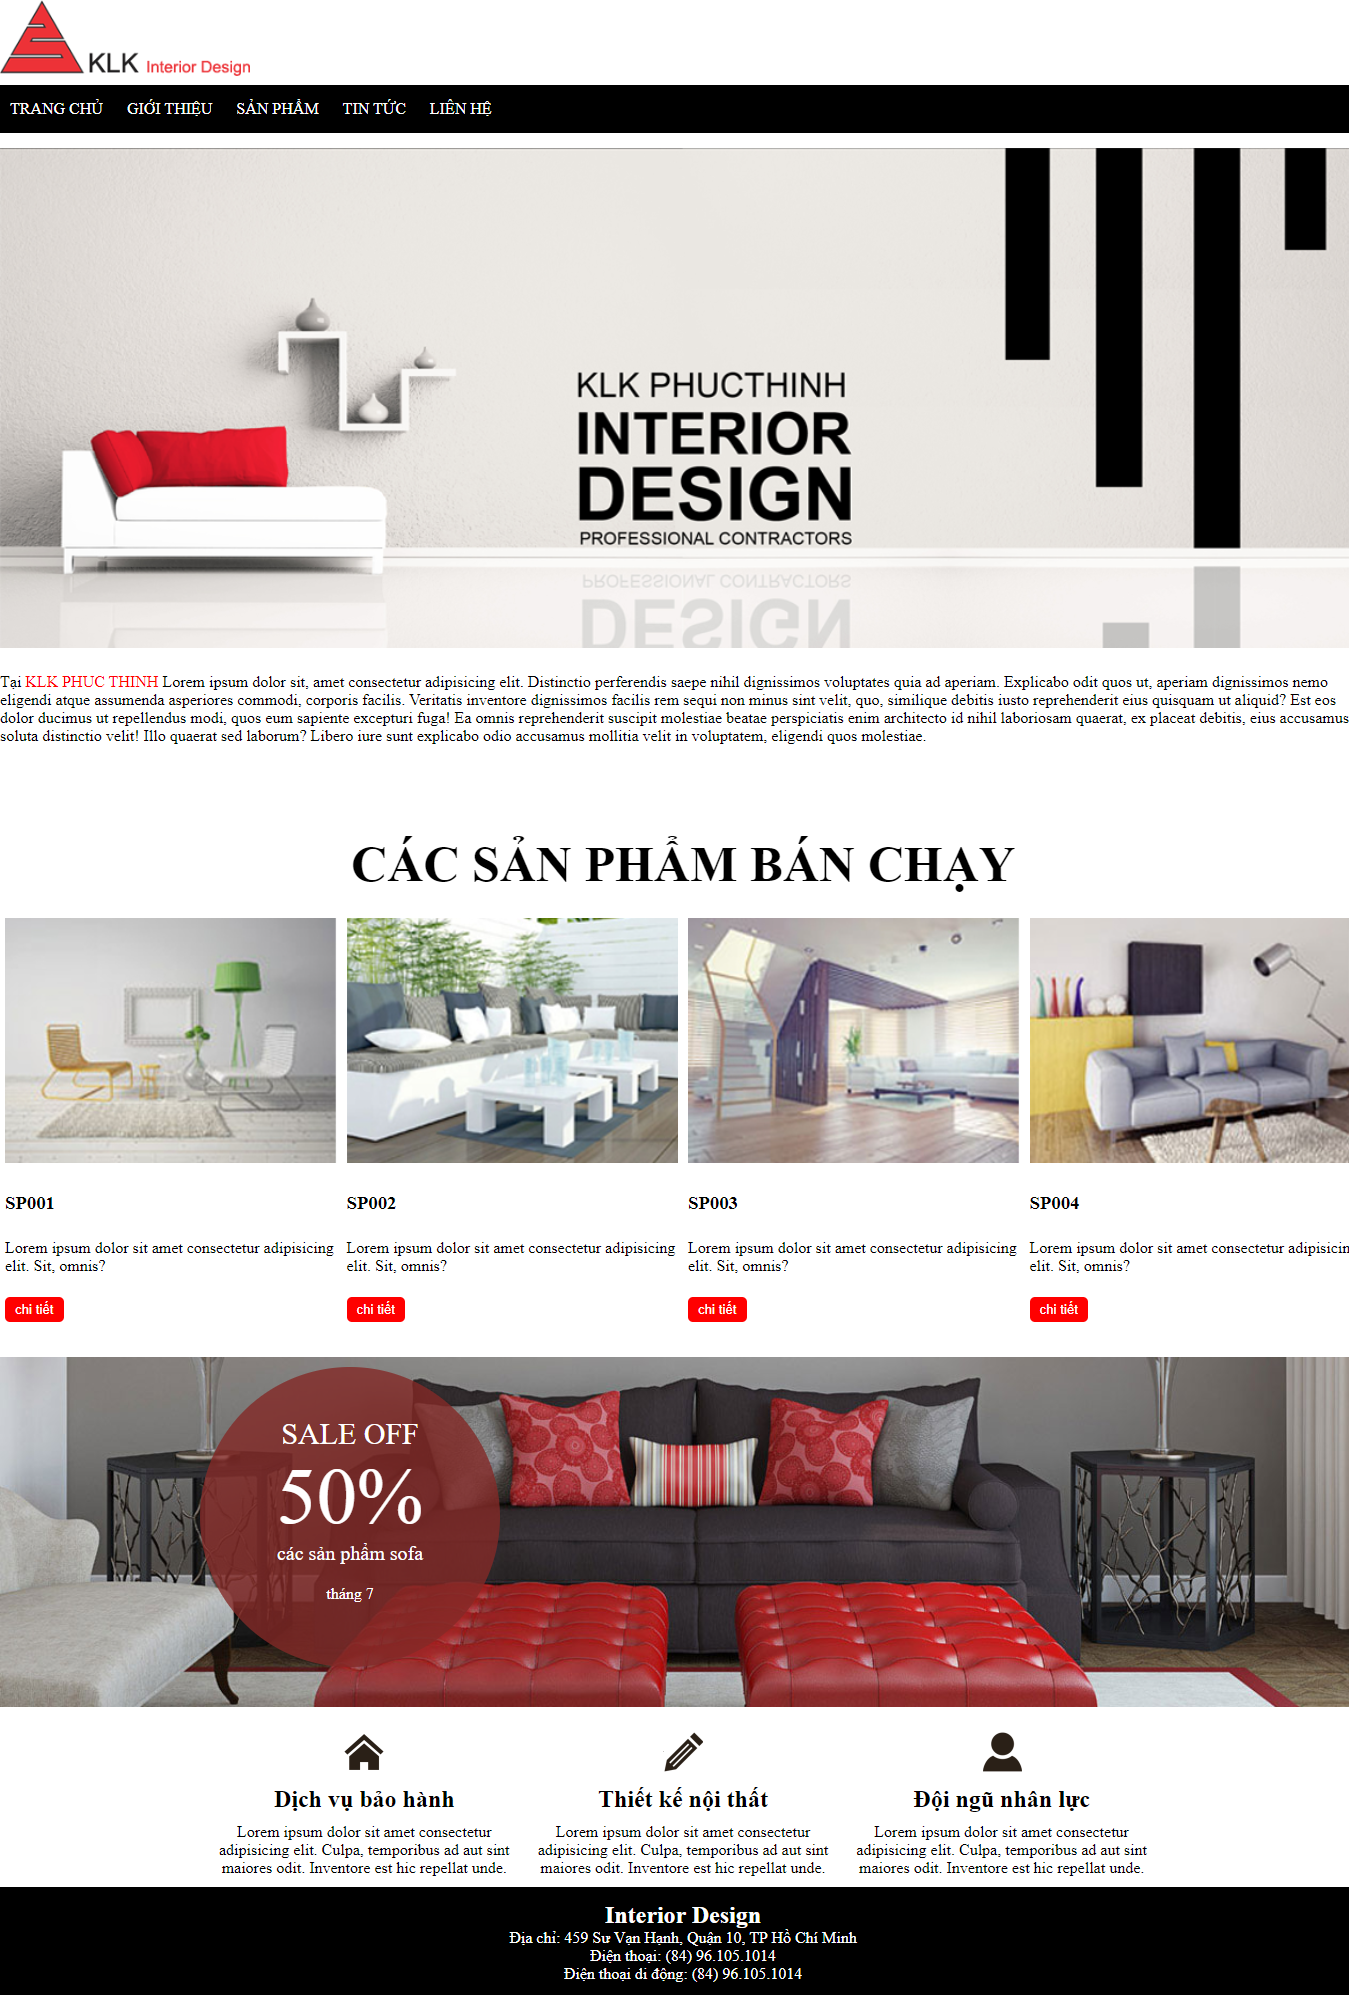 KLK Interior Design
TRANG CHỦ GIỚI THIỆU SẢN PHẨM TIN TỨC LIÊN HỆ
KLK PHUCTHINH
INTERIOR
DESIGN
PROFESSIONAL CONTRACTORS
PROFESSIONAL CONTRACTORS
DESIGN
Tại KLK PHUC THINH Lorem ipsum dolor sit, amet consectetur adipisicing elit. Distinctio perferendis saepe nihil dignissimos voluptates quia ad aperiam. Explicabo odit quos ut, aperiam dignissimos nemo
eligendi atque assumenda asperiores commodi, corporis facilis. Veritatis inventore dignissimos facilis rem sequi non minus sint velit, quo, similique debitis iusto reprehenderit eius quisquam ut aliquid? Est eos
dolor ducimus ut repellendus modi, quos eum sapiente excepturi fuga! Ea omnis reprehenderit suscipit molestiae beatae perspiciatis enim architecto id nihil laboriosam quaerat, ex placeat debitis, eius accusamus
soluta distinctio velit! Illo quaerat sed laborum? Libero iure sunt explicabo odio accusamus mollitia velit in voluptatem, eligendi quos molestiae.
CÁC SẢN PHẨM BÁN CHẠY
SP001
Lorem ipsum dolor sit amet consectetur adipisicing
elit. Sit, omnis?
chi tiết
SP002
Lorem ipsum dolor sit amet consectetur adipisicing
elit. Sit, omnis?
chi tiết
SP003
Lorem ipsum dolor sit amet consectetur adipisicing
elit. Sit, omnis?
chi tiết
SP004
Lorem ipsum dolor sit amet consectetur adipisicin
elit. Sit, omnis?
chi tiết
SALE OFF
50%
các sản phẩm sofa
tháng 7
Dịch vụ bảo hành
Lorem ipsum dolor sit amet consectetur
adipisicing elit. Culpa, temporibus ad aut sint
maiores odit. Inventore est hic repellat unde.
Thiết kế nội thất
Lorem ipsum dolor sit amet consectetur
adipisicing elit. Culpa, temporibus ad aut sint
maiores odit. Inventore est hic repellat unde.
Đội ngũ nhân lực
Lorem ipsum dolor sit amet consectetur
adipisicing elit. Culpa, temporibus ad aut sint
maiores odit. Inventore est hic repellat unde.
Interior Design
Địa chỉ: 459 Sư Vạn Hạnh, Quận 10, TP Hồ Chí Minh
Điện thoại: (84) 96.105.1014
Điện thoại di động: (84) 96.105.1014